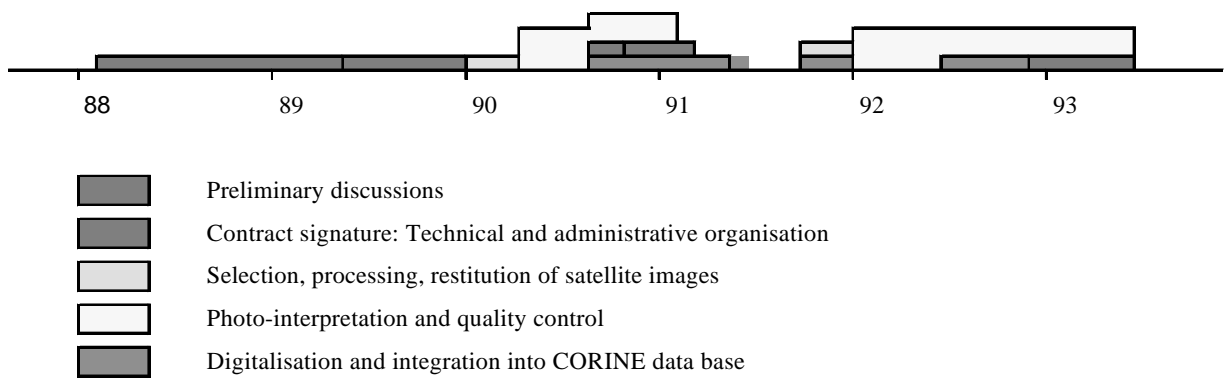 88 89 90 91 92 93
Preliminary discussions
Contract signature: Technical and administrative organisation
Selection, processing, restitution of satellite images
Photo-interpretation and quality control
Digitalisation and integration into CORINE data base